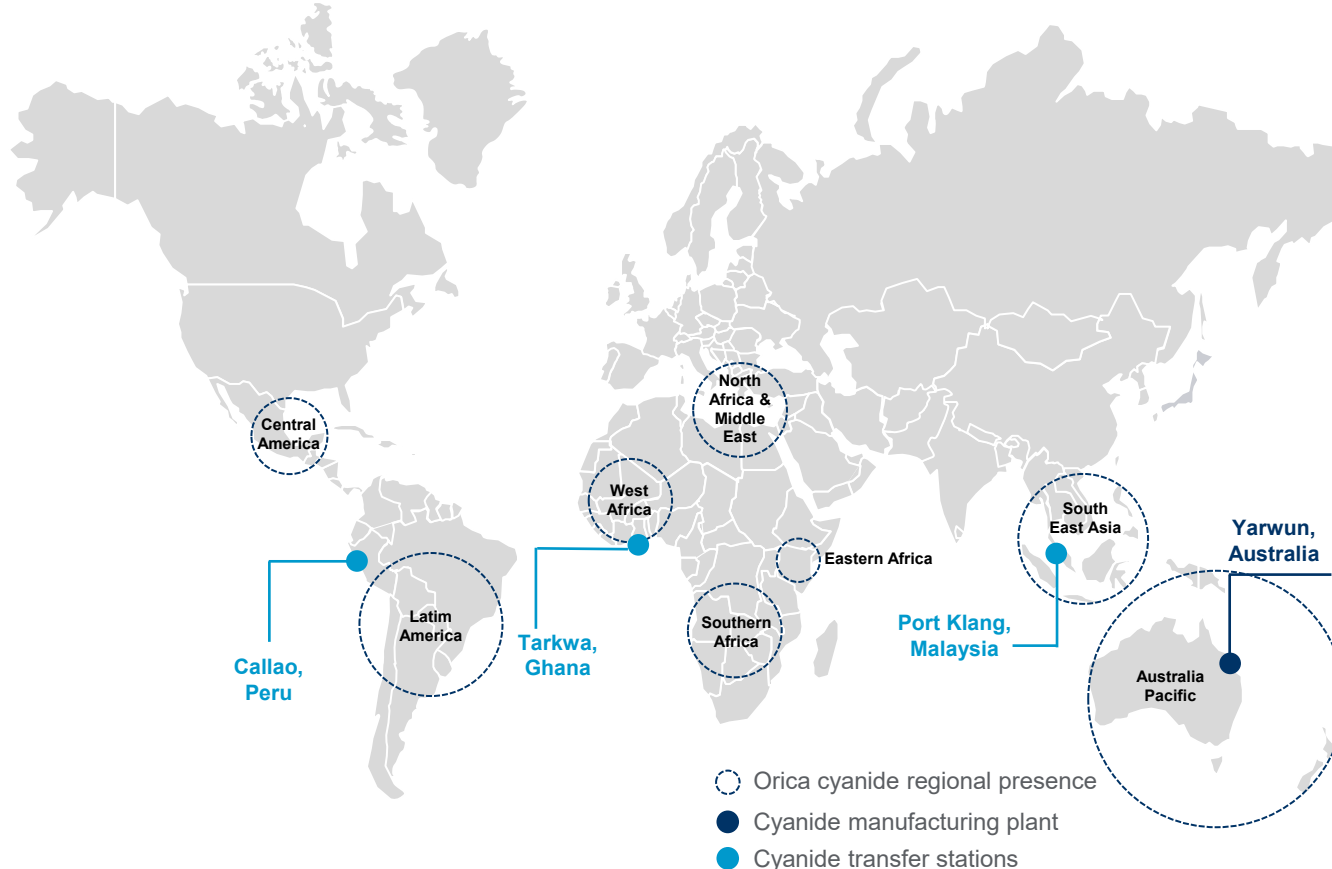 North
Africa &
Middle
East
Central
America
West
Africa
South
East Asia
Yarwun,
Australia
Eastern Africa
Latim
America
Southern
Africa
Tarkwa,
Ghana
Port Klang,
Malaysia
Callao,
Peru
Australia
Pacific
Orica cyanide regional presence
Cyanide manufacturing plant
Cyanide transfer stations